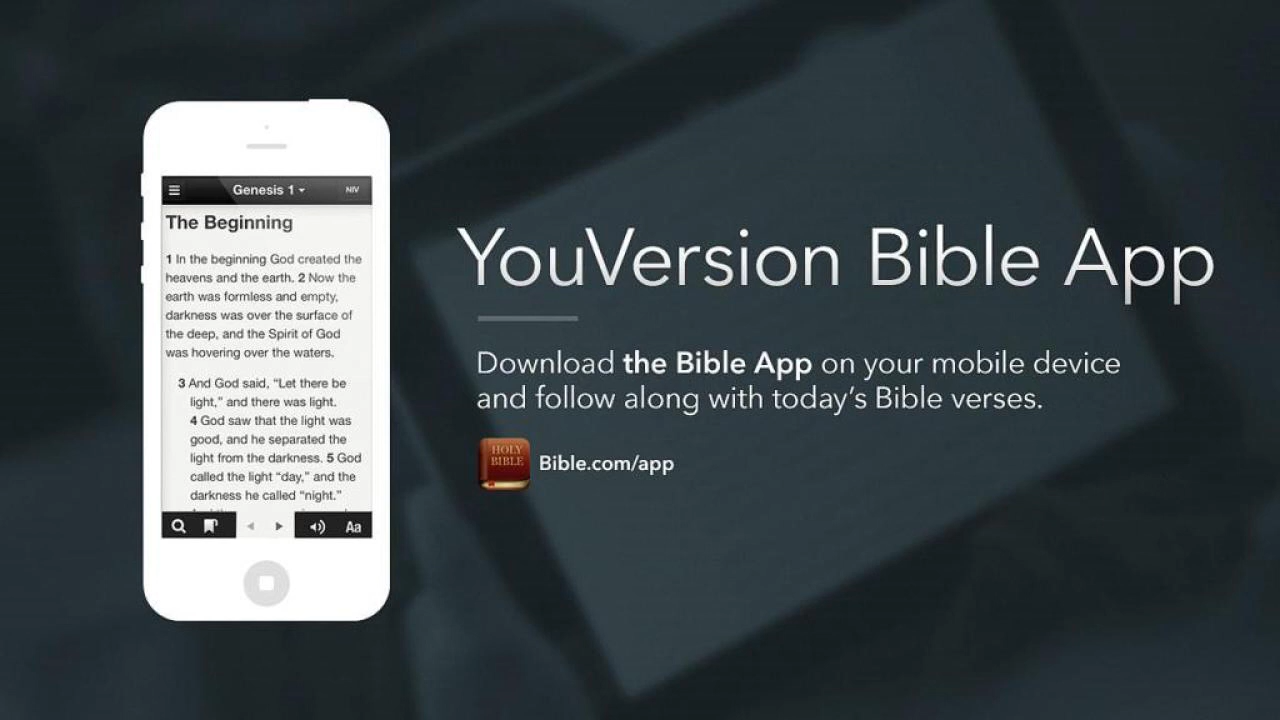 Genesis 1
NIV
The Beginning
1 In the beginning God created the
heavens and the earth. 2 Now the
earth was formless and empty,
darkness was over the surface of
the deep, and the Spirit of God
was hovering over the waters.
3 And God said, “Let there be
light,” and there was light.
4 God saw that the light was
good, and he separated the
light from the darkness. 5 God
called the light “day,” and the
darkness he called “night.”
Aa
YouVersion Bible App
Download the Bible App on your mobile device
and follow along with today’s Bible verses.
HOLY
BIBLE
Bible.com/app